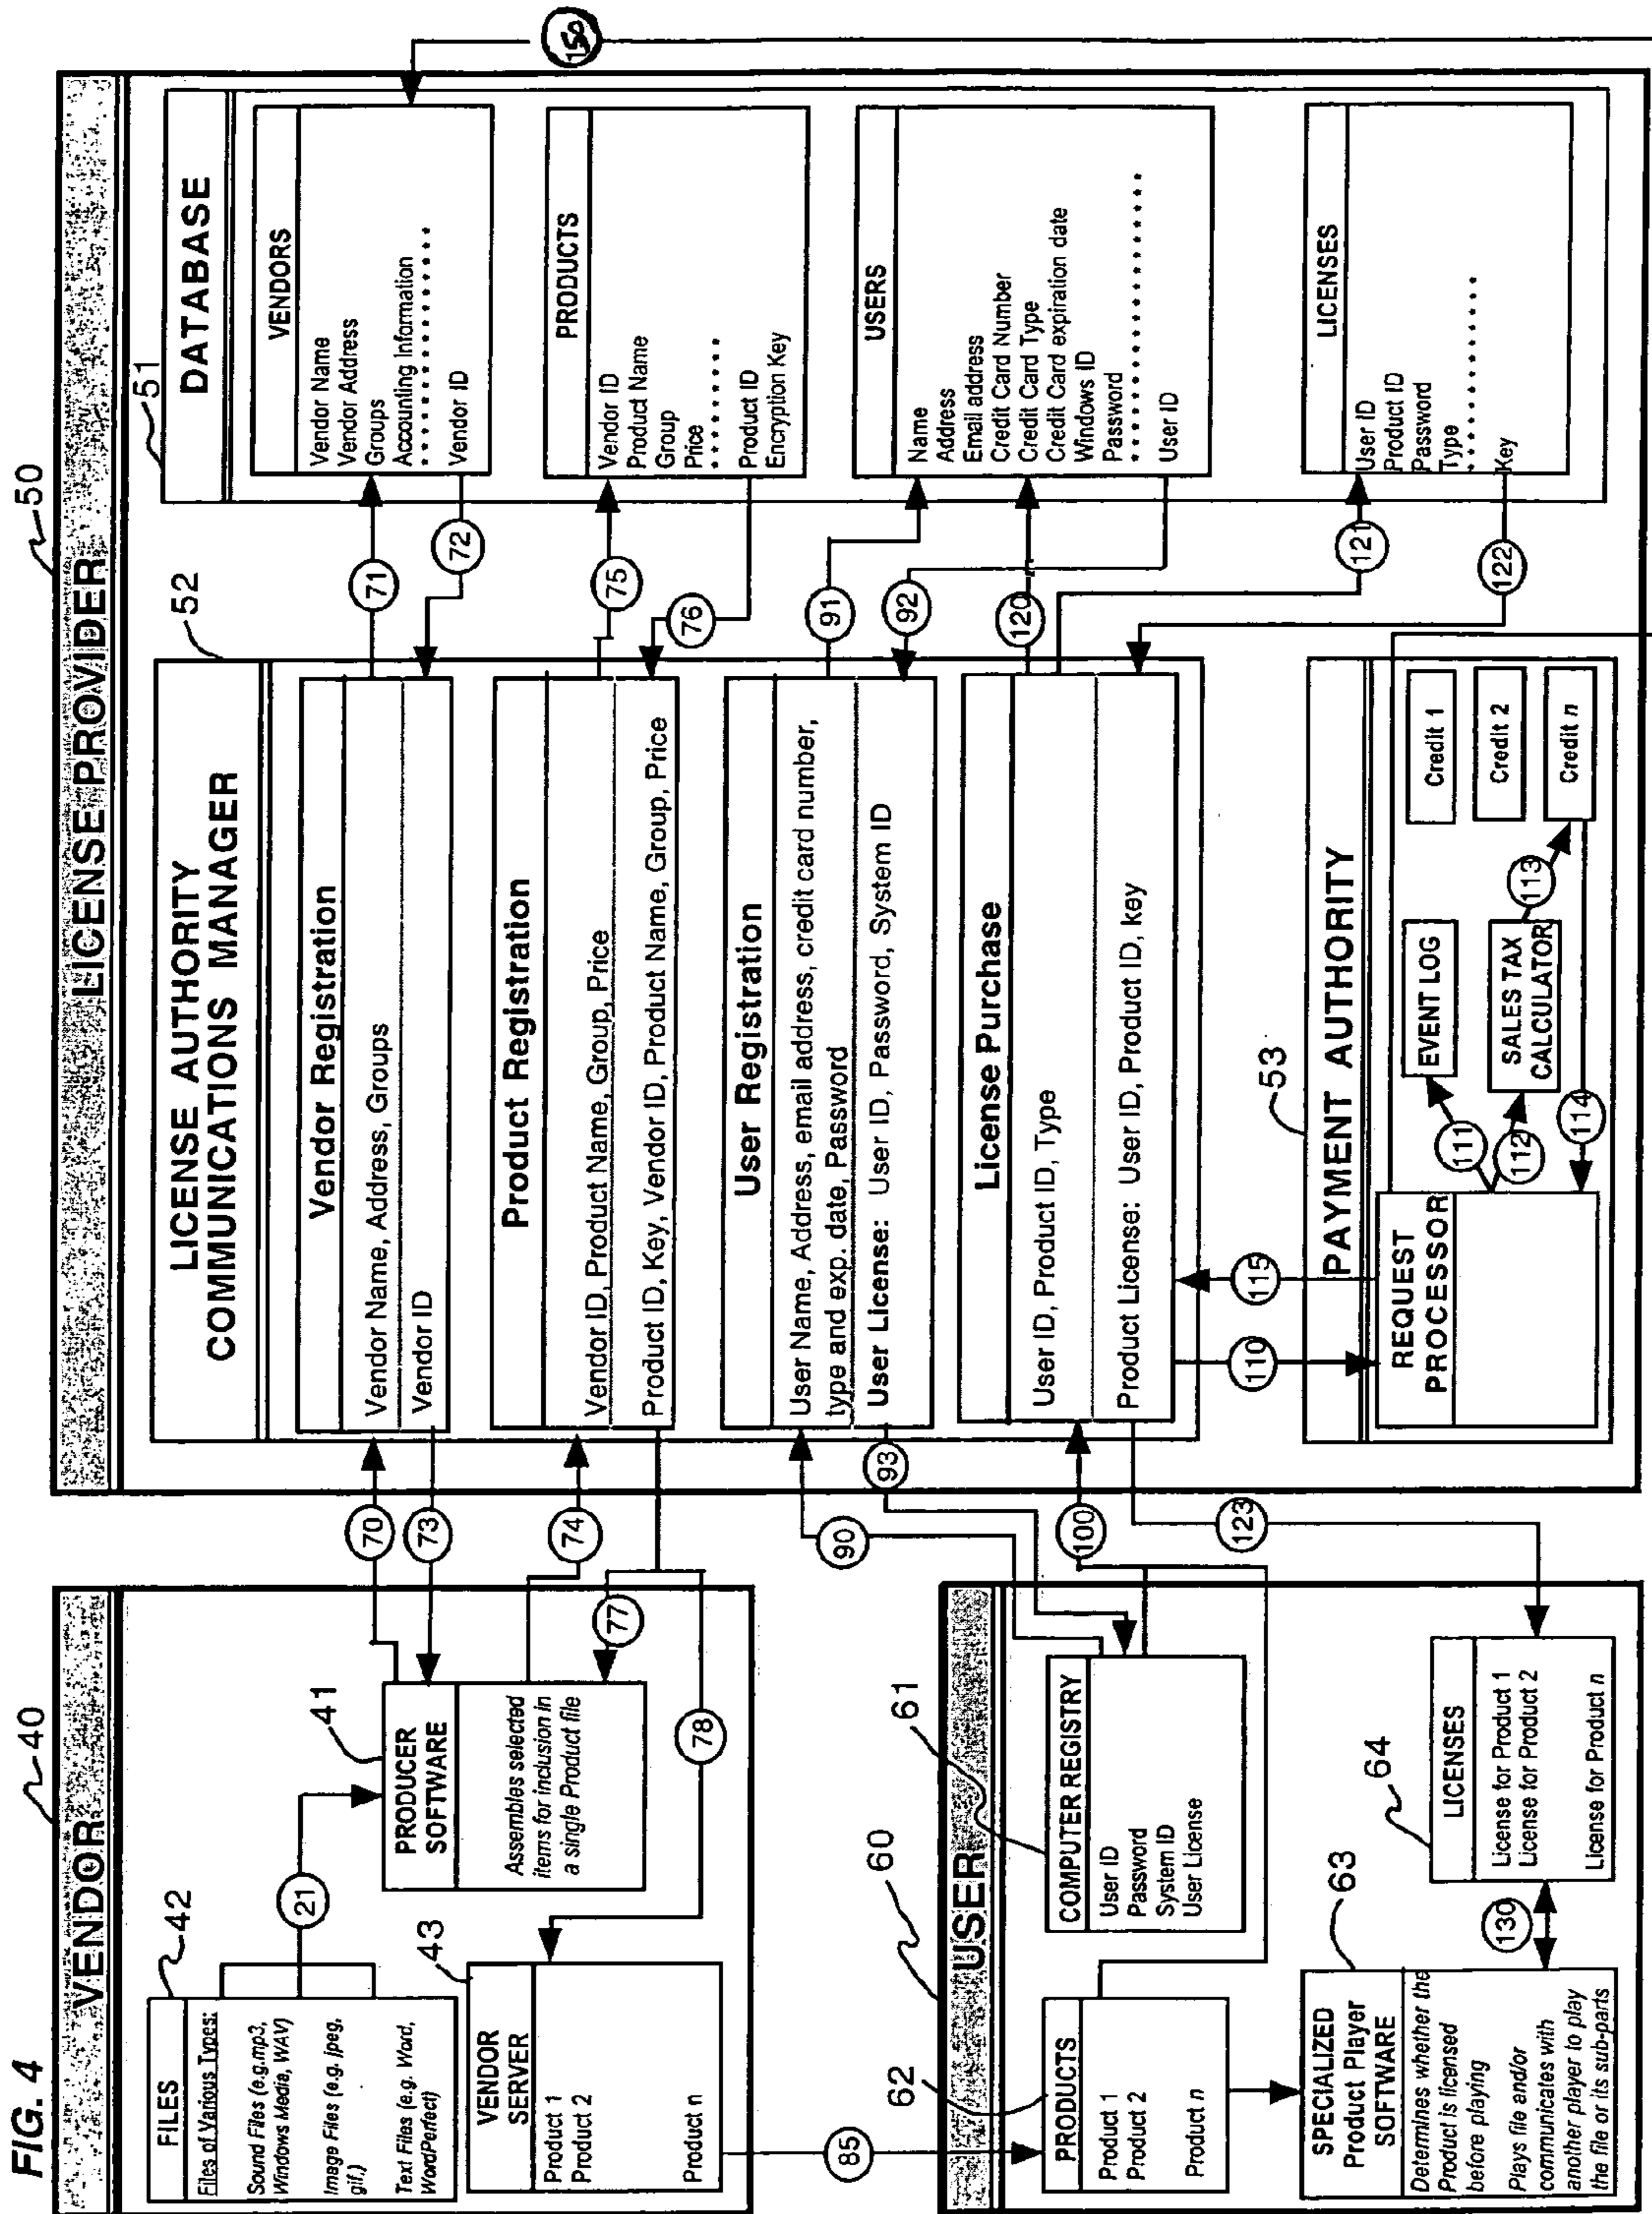 FIG. 4
VENDOR
40
FILES
42
Files of Various Types:
Sound Files (e.g.mp3,
Windows Media, WAV)
Image Files (e.g. jpeg,
gif,)
Text Files (e.g. Word,
WordPerfect)
21
PRODUCER
SOFTWARE
41
Assembles selected
items for inclusion in
a single Product file
VENDOR
SERVER
43
Product 1
Product 2
Product n
70
73
74
77
78
85
USER
60
PRODUCTS
62
Product 1
Product 2
Product n
COMPUTER REGISTRY
61
User ID
Password
System ID
User License
SPECIALIZED
Product Player
SOFTWARE
63
Determines whether the
Product is licensed
before playing
Plays file and/or
communicates with
another player to play
the file or its sub-parts
130
LICENSES
64
License for Product 1
License for Product 2
License for Product n
90
93
100
123
LICENSE PROVIDER
50
LICENSE AUTHORITY
COMMUNICATIONS MANAGER
52
Vendor Registration
Vendor Name, Address, Groups
Vendor ID
Product Registration
Vendor ID, Product Name, Group, Price
Product ID, Key, Vendor ID, Product Name, Group, Price
User Registration
User Name, Address, email address, credit card number,
type and exp. date, Password
User License: User ID, Password, System ID
License Purchase
User ID, Product ID, Type
Product License: User ID, Product ID, key
110
115
PAYMENT AUTHORITY
53
REQUEST
PROCESSOR
111
112
EVENT LOG
SALES TAX
CALCULATOR
113
114
Credit 1
Credit 2
Credit n
71
72
75
76
91
92
120
121
122
DATABASE
51
VENDORS
Vendor Name
Vendor Address
Groups
Accounting Information
Vendor ID
PRODUCTS
Vendor ID
Product Name
Group
Price
Product ID
Encryption Key
USERS
Name
Address
Email address
Credit Card Number
Credit Card Type
Credit Card expiration date
Windows ID
Password
User ID
LICENSES
User ID
Product ID
Password
Type
Key
150